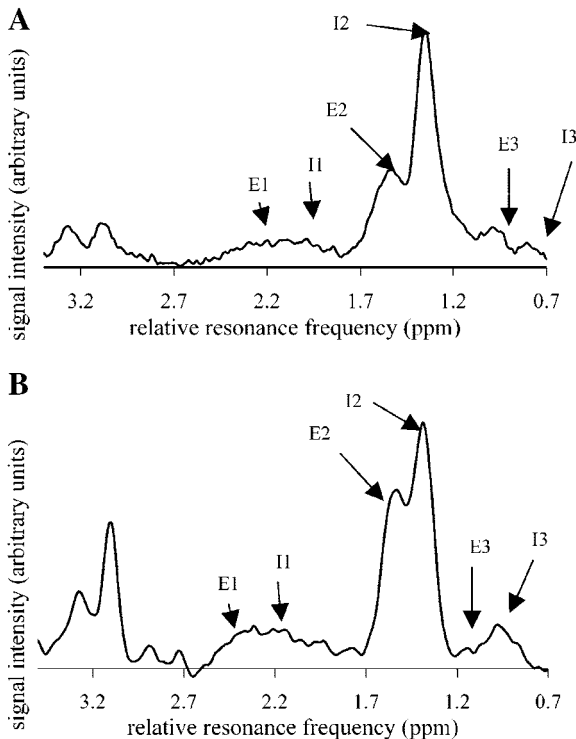 A
signal intensity (arbitrary units)
I2
E2
E3
I3
E1
I1
3.2 2.7 2.2 1.7 1.2 0.7
relative resonance frequency (ppm)
B
signal intensity (arbitrary units)
I2
E2
E3
I3
E1
I1
3.2 2.7 2.2 1.7 1.2 0.7
relative resonance frequency (ppm)